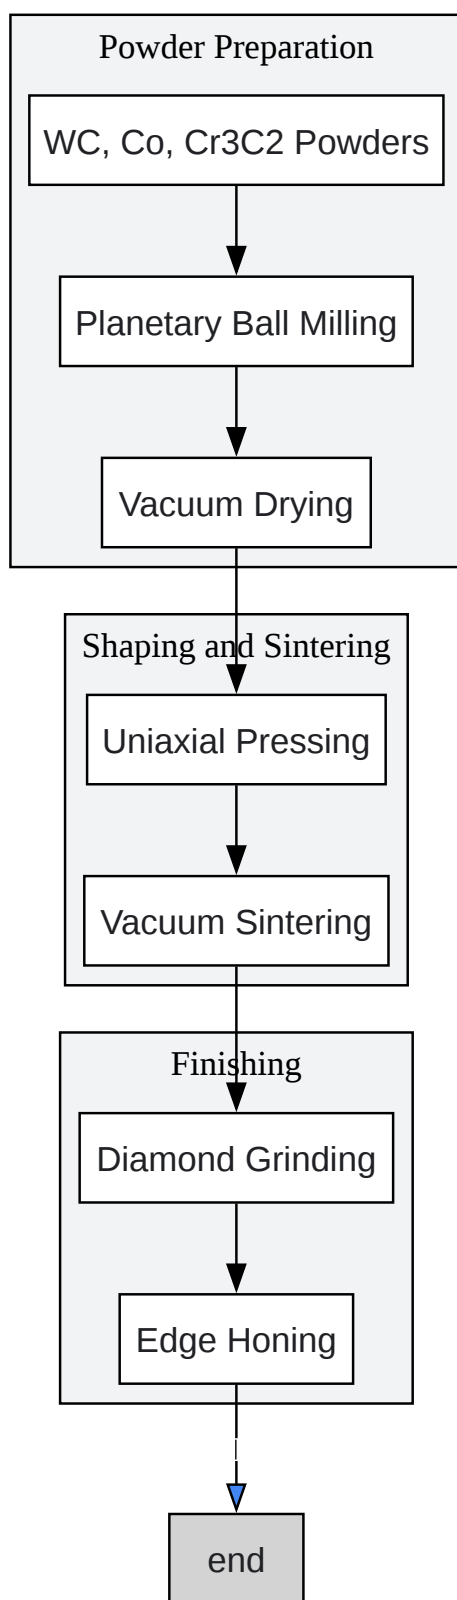 Powder Preparation
WC, Co, Cr3C2 Powders
Planetary Ball Milling
Vacuum Drying
Shaping and Sintering
Uniaxial Pressing
Vacuum Sintering
Finishing
Diamond Grinding
Edge Honing
end